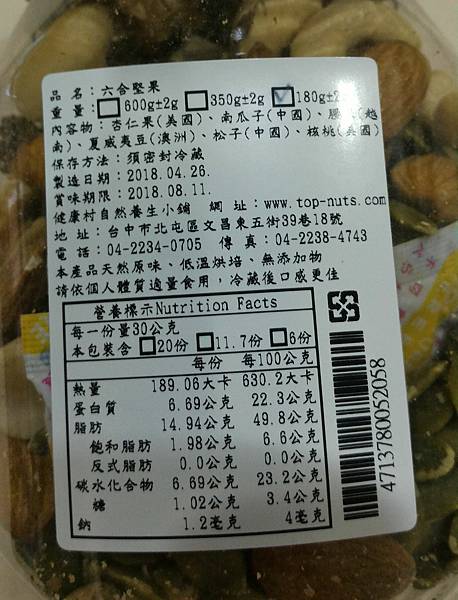 品 名：六合堅果
重 量：□600g±2g □350g±2g ☑180g±2
內容物：杏仁果(美國)、南瓜子(中國)、腰 (越
南)、夏威夷豆(澳洲)、松子(中國)、核桃(美國)
保存方法：須密封冷藏
製造日期：2018.04.26.
賞味期限：2018.08.11.
健康村自然養生小舖 網 址：www.top-nuts.com
地 址：台中市北屯區文昌東五街39巷18號
電 話：04-2234-0705 傳 真：04-2238-4743
本產品天然原味、低溫烘培、無添加物
請依個人體質適量食用，冷藏後口感更佳
營養標示Nutrition Facts
每一份量30公克
本包裝含 □20份 □11.7份 □6份
每份 每100公克
熱量 189.06大卡 630.2大卡
蛋白質 6.69公克 22.3公克
脂肪 14.94公克 49.8公克
飽和脂肪 1.98公克 6.6公克
反式脂肪 0.0公克 0.0公克
碳水化合物 6.69公克 23.2公克
糖 1.02公克 3.4公克
鈉 1.2毫克 4毫克
4713780052058